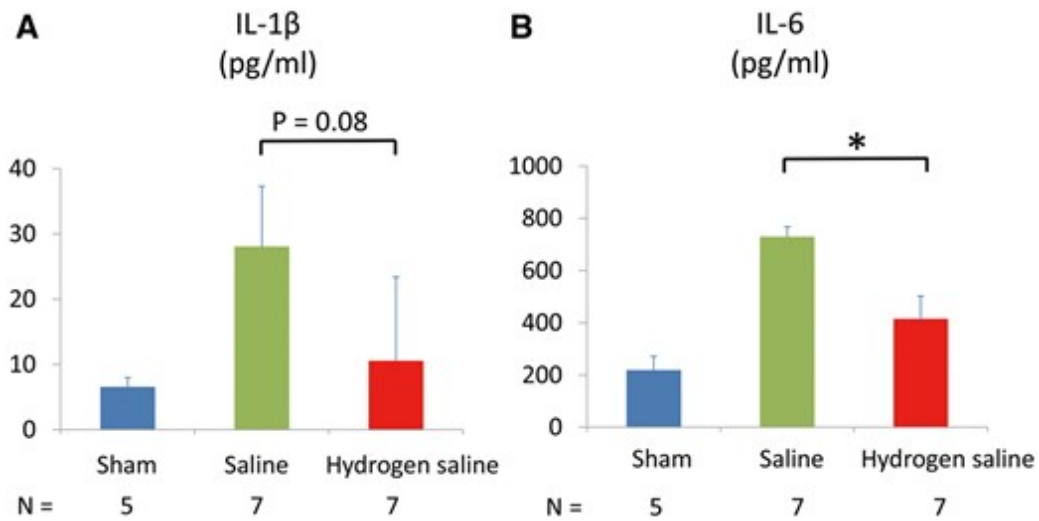 A
IL-1β
(pg/ml)
P = 0.08
40
30
20
10
0
Sham Saline Hydrogen saline
N = 5 7 7
B
IL-6
(pg/ml)
*
1000
800
600
400
200
0
Sham Saline Hydrogen saline
N = 5 7 7